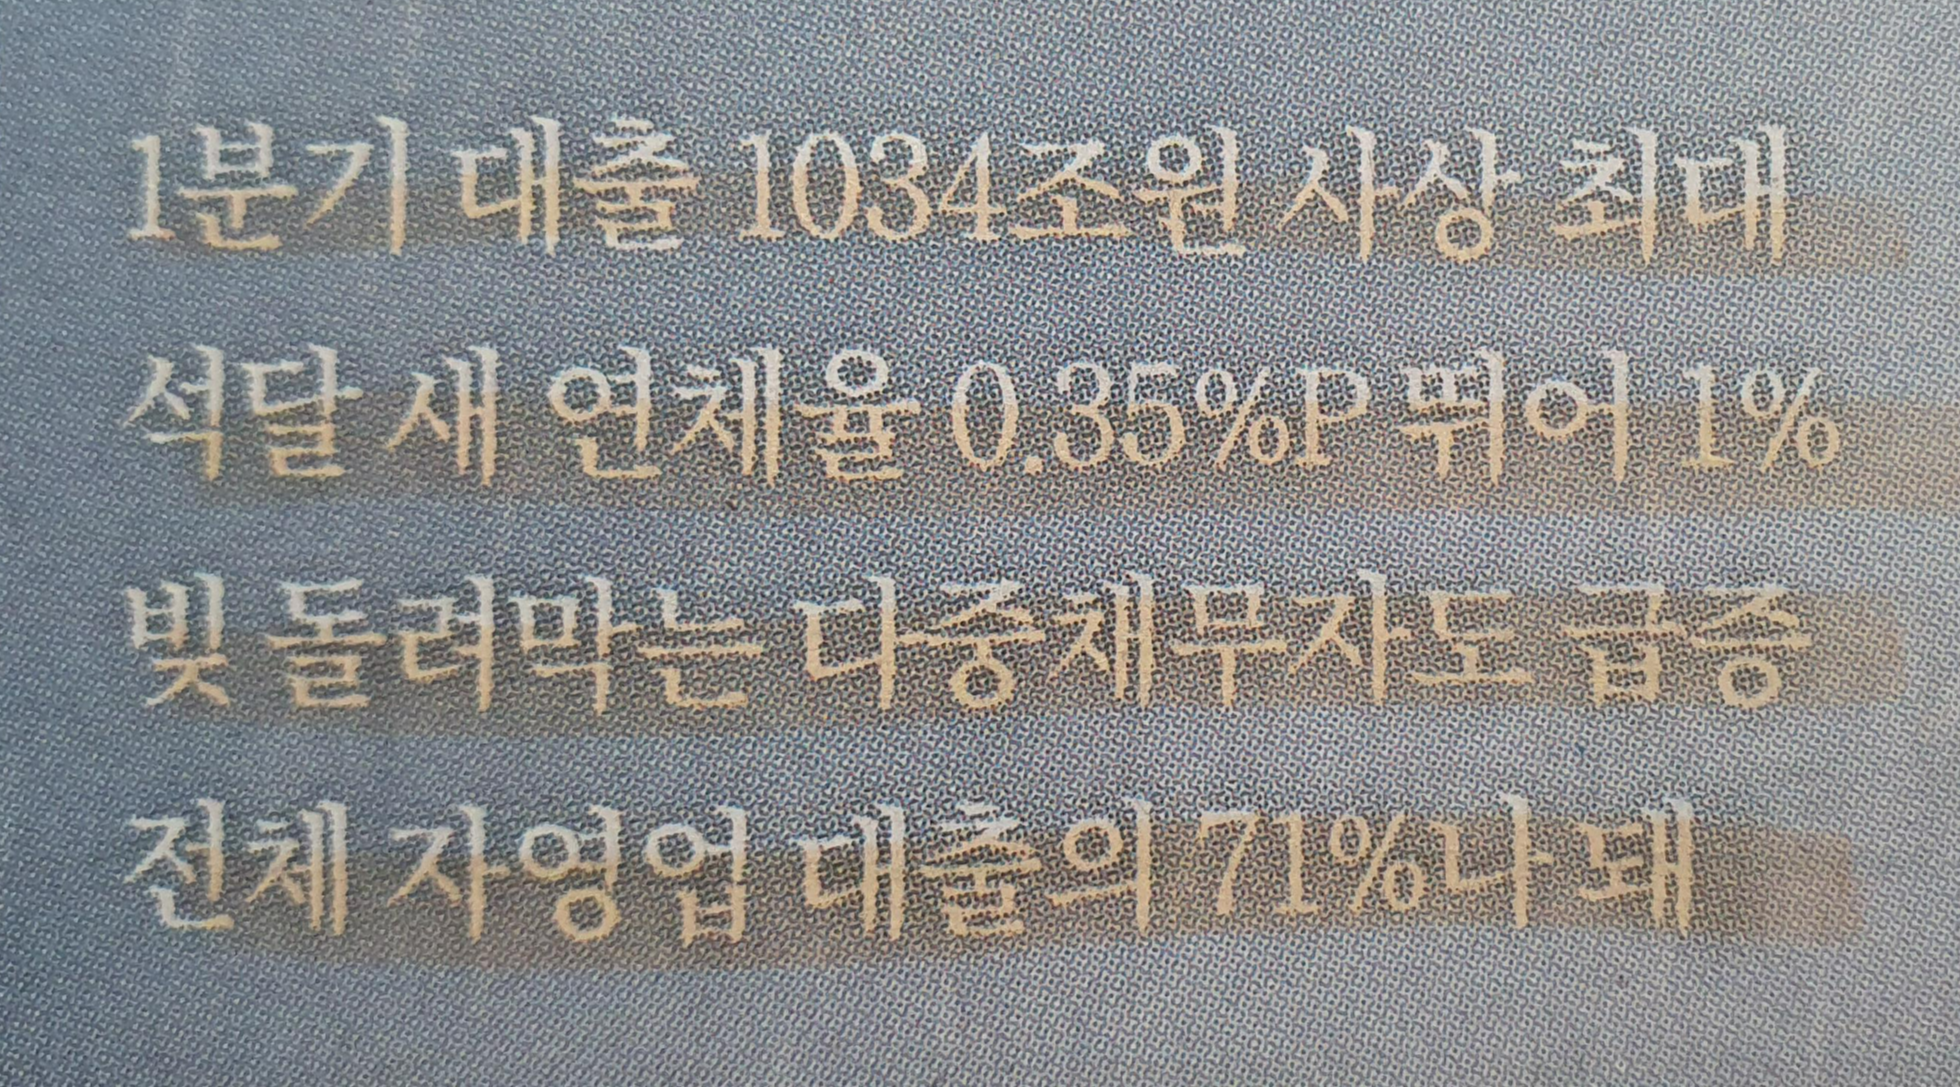 1분기 대출 1034조원 사상 최대
석달 새 연체율 0.35%P 뛰어 1%
빚 돌려막는 다중채무자도 급증
전체 자영업 대출의 71%나 돼